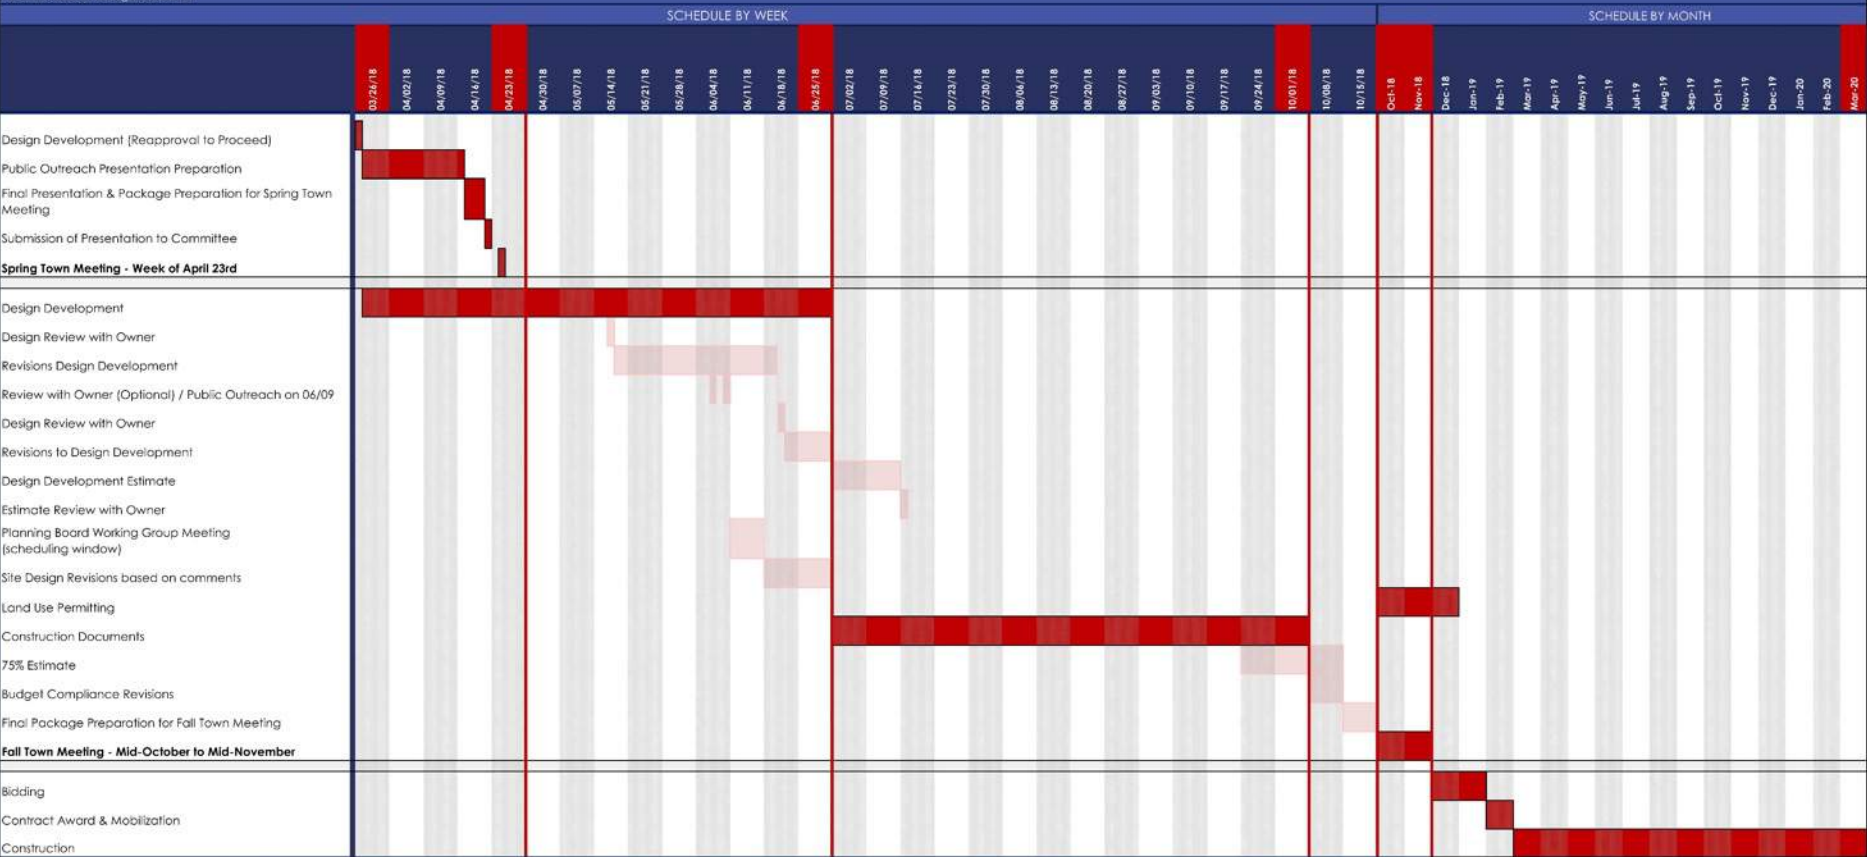 SCHEDULE BY WEEK
SCHEDULE BY MONTH
03/26/18
04/02/18
04/09/18
04/16/18
04/23/18
04/30/18
05/07/18
05/14/18
05/21/18
05/28/18
06/04/18
06/11/18
06/18/18
06/25/18
07/02/18
07/09/18
07/16/18
07/23/18
07/30/18
08/06/18
08/13/18
08/20/18
08/27/18
09/03/18
09/10/18
09/17/18
09/24/18
10/01/18
10/08/18
10/15/18
Oct-18
Nov-18
Dec-18
Jan-19
Feb-19
Mar-19
Apr-19
May-19
Jun-19
Jul-19
Aug-19
Sep-19
Oct-19
Nov-19
Dec-19
Jan-20
Feb-20
Mar-20
Design Development (Reapproval to Proceed)
Public Outreach Presentation Preparation
Final Presentation & Package Preparation for Spring Town
Meeting
Submission of Presentation to Committee
Spring Town Meeting - Week of April 23rd
Design Development
Design Review with Owner
Revisions Design Development
Review with Owner (Optional) / Public Outreach on 06/09
Design Review with Owner
Revisions to Design Development
Design Development Estimate
Estimate Review with Owner
Planning Board Working Group Meeting
(scheduling window)
Site Design Revisions based on comments
Land Use Permitting
Construction Documents
75% Estimate
Budget Compliance Revisions
Final Package Preparation for Fall Town Meeting
Fall Town Meeting - Mid-October to Mid-November
Bidding
Contract Award & Mobilization
Construction